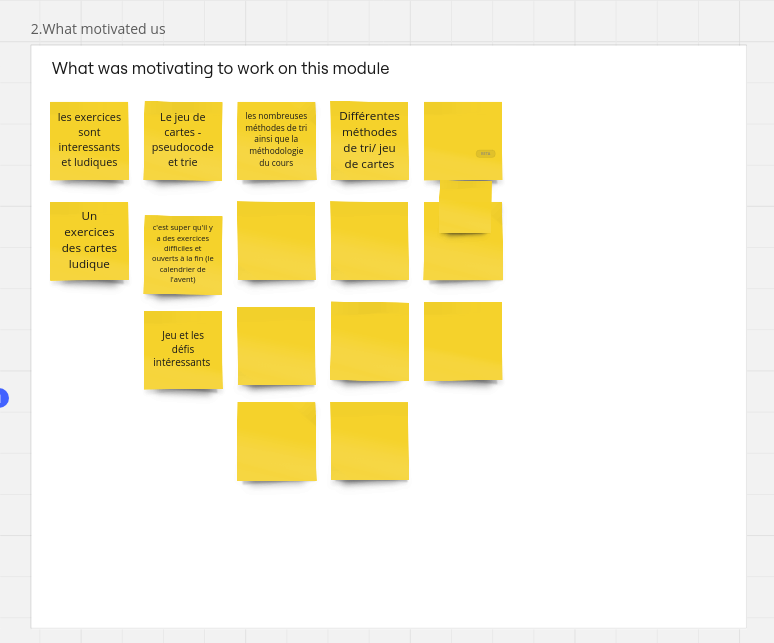 2.What motivated us
What was motivating to work on this module
les exercices
sont
interessants
et ludiques
Le jeu de
cartes -
pseudocode
et trie
les nombreuses
méthodes de tri
ainsi que la
méthodologie
du cours
Différentes
méthodes
de tri/ jeu
de cartes
Un
exercices
des cartes
ludique
c'est super qu'il y
a des exercices
difficiles et
ouverts à la fin (le
calendrier de
l'avent)
Jeu et les
défis
intéressants